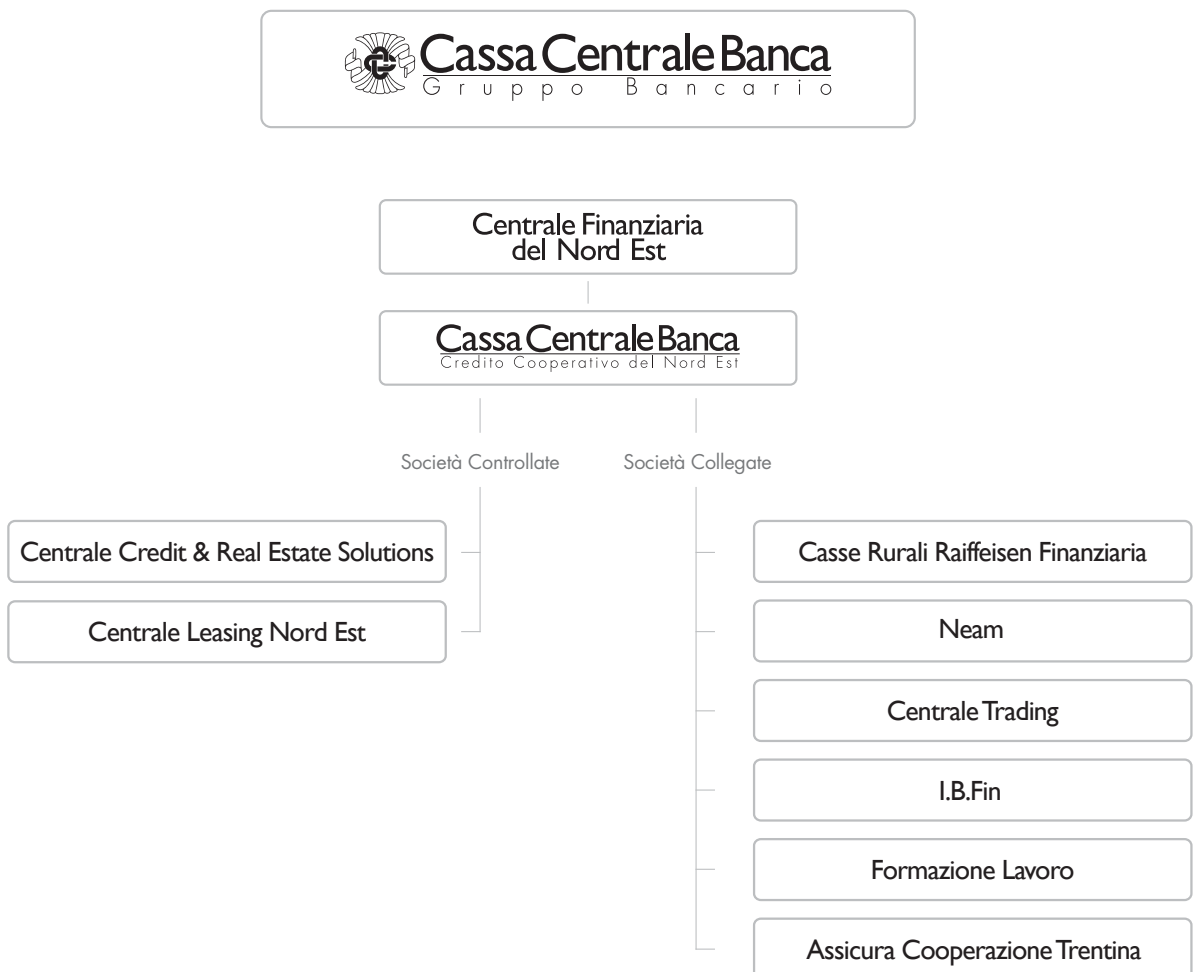 Cassa Centrale Banca
Gruppo Bancario
Centrale Finanziaria
del Nord Est
Cassa Centrale Banca
Credito Cooperativo del Nord Est
Società Controllate
Società Collegate
Centrale Credit & Real Estate Solutions
Centrale Leasing Nord Est
Casse Rurali Raiffeisen Finanziaria
Neam
Centrale Trading
I.B.Fin
Formazione Lavoro
Assicura Cooperazione Trentina